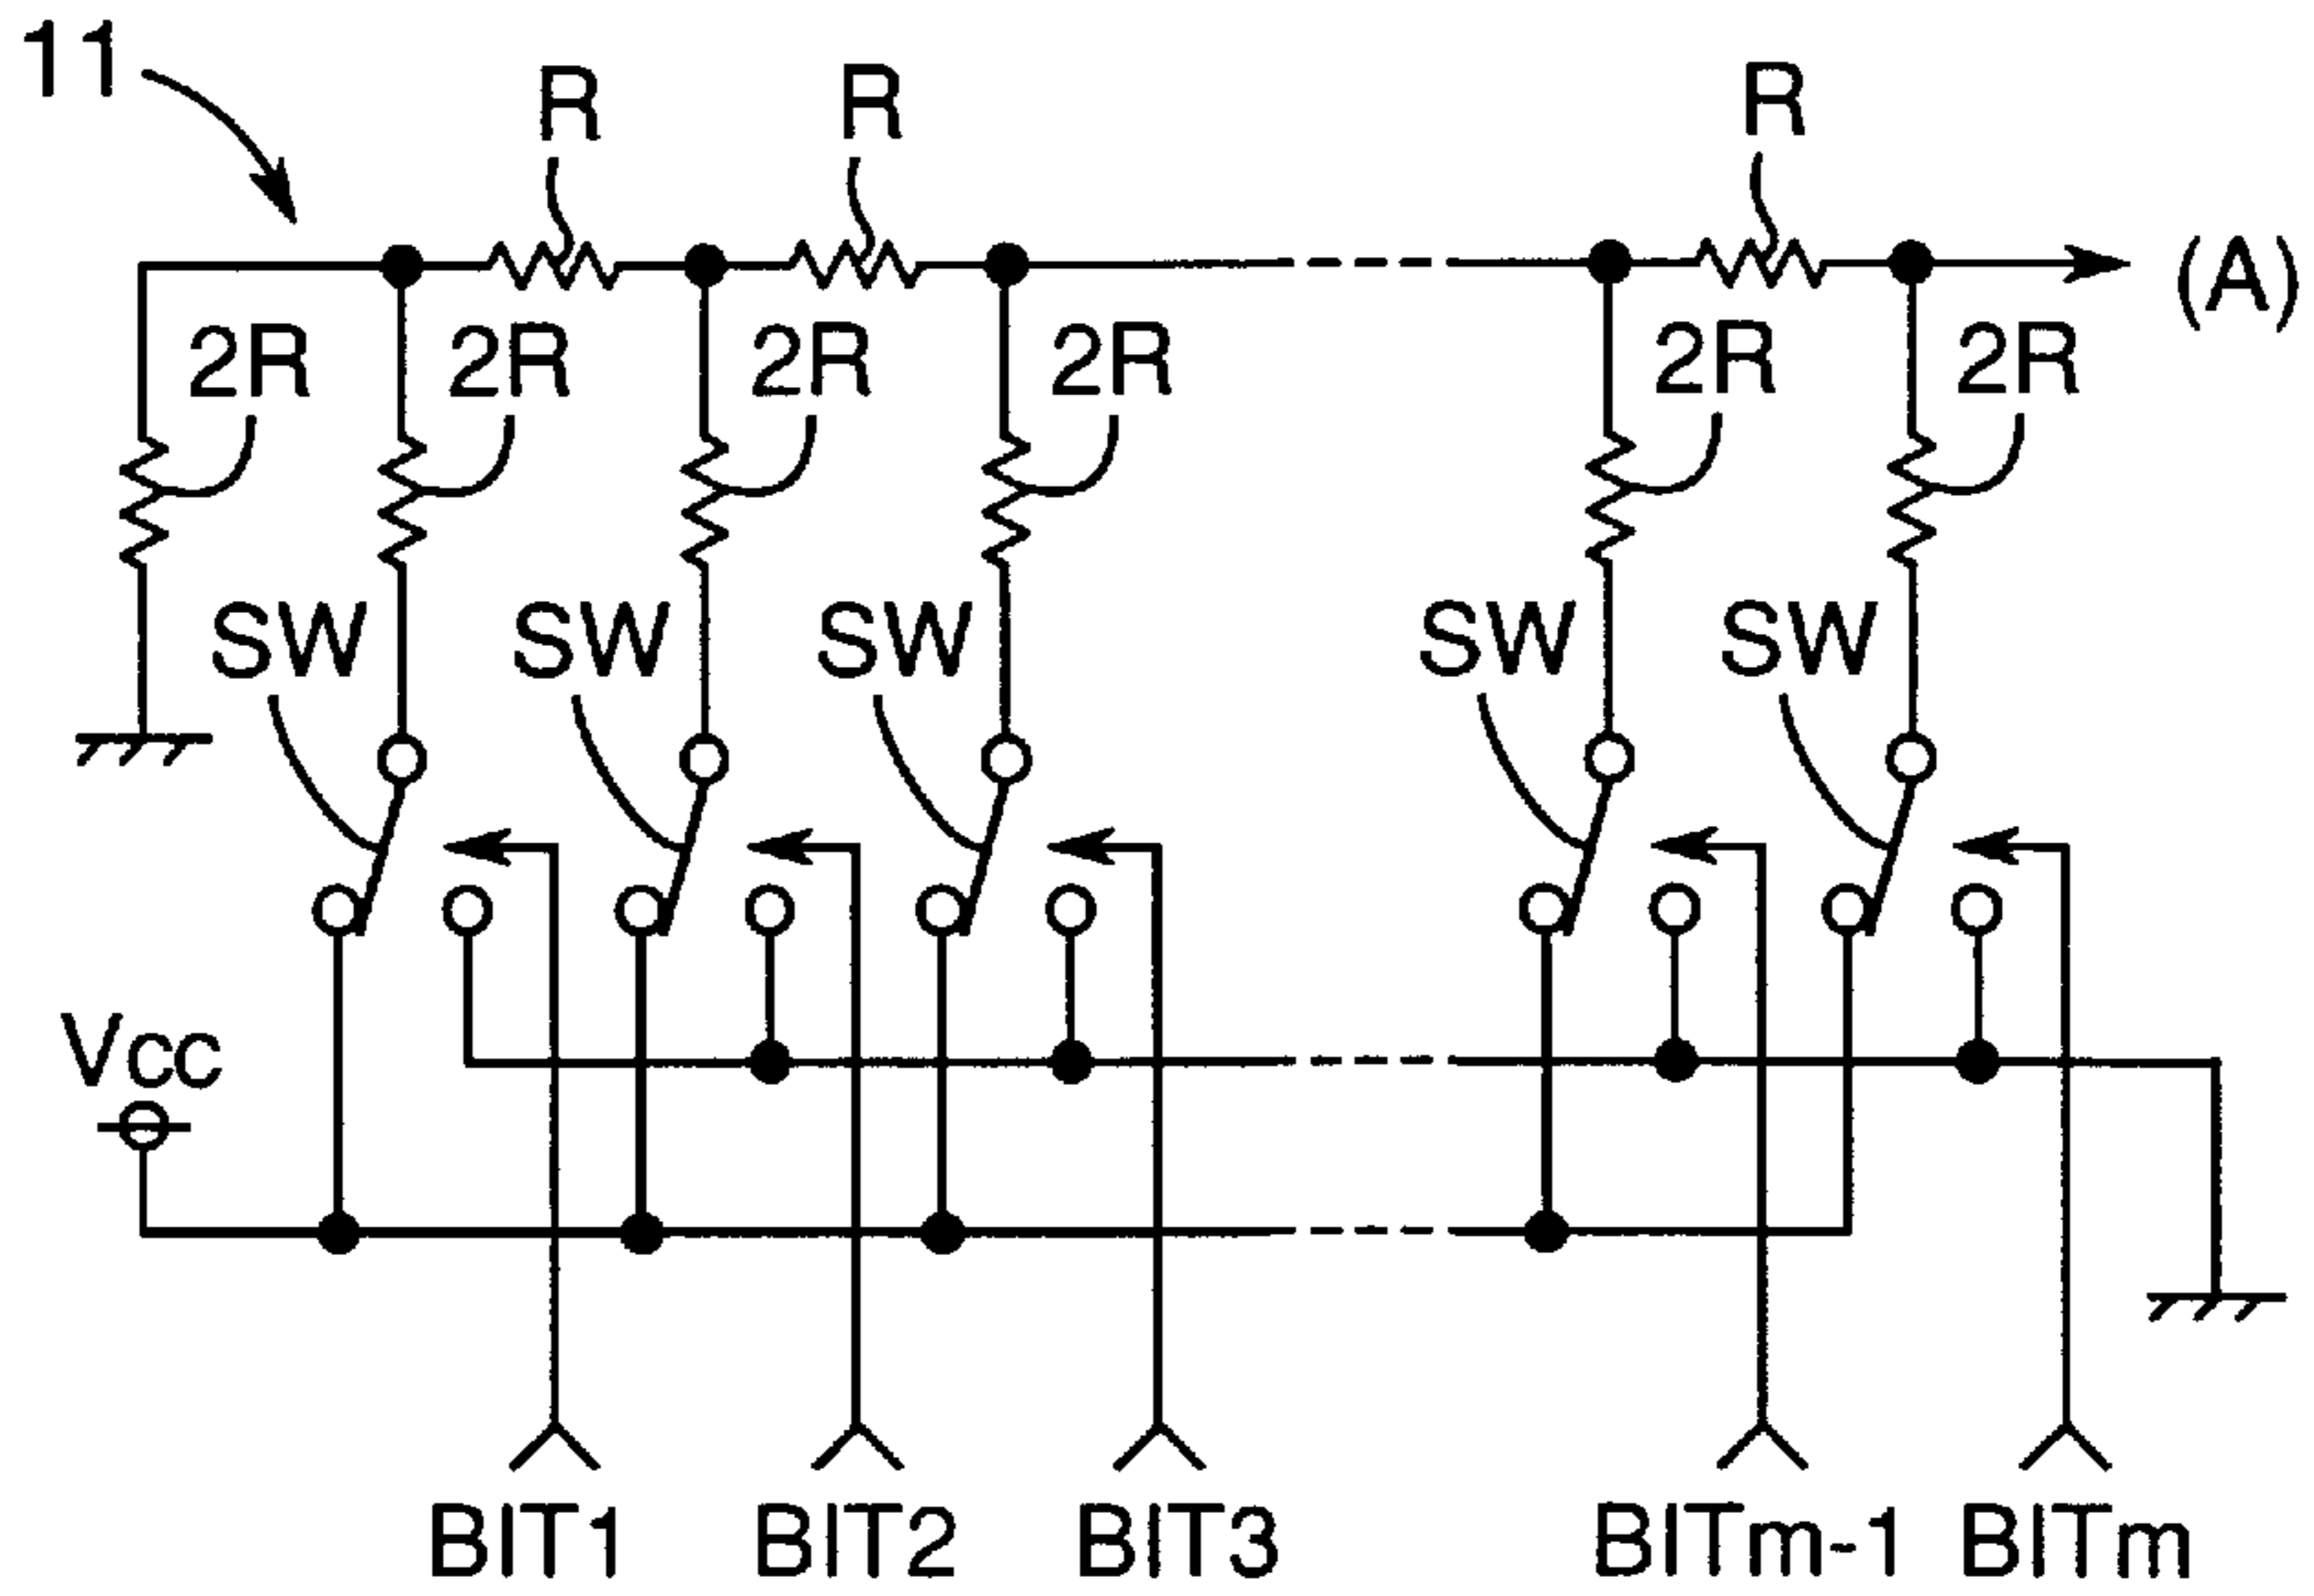 11
R R R
(A)
2R 2R 2R 2R 2R 2R
SW SW SW SW SW
Vcc
BIT1 BIT2 BIT3 BITm-1 BITm